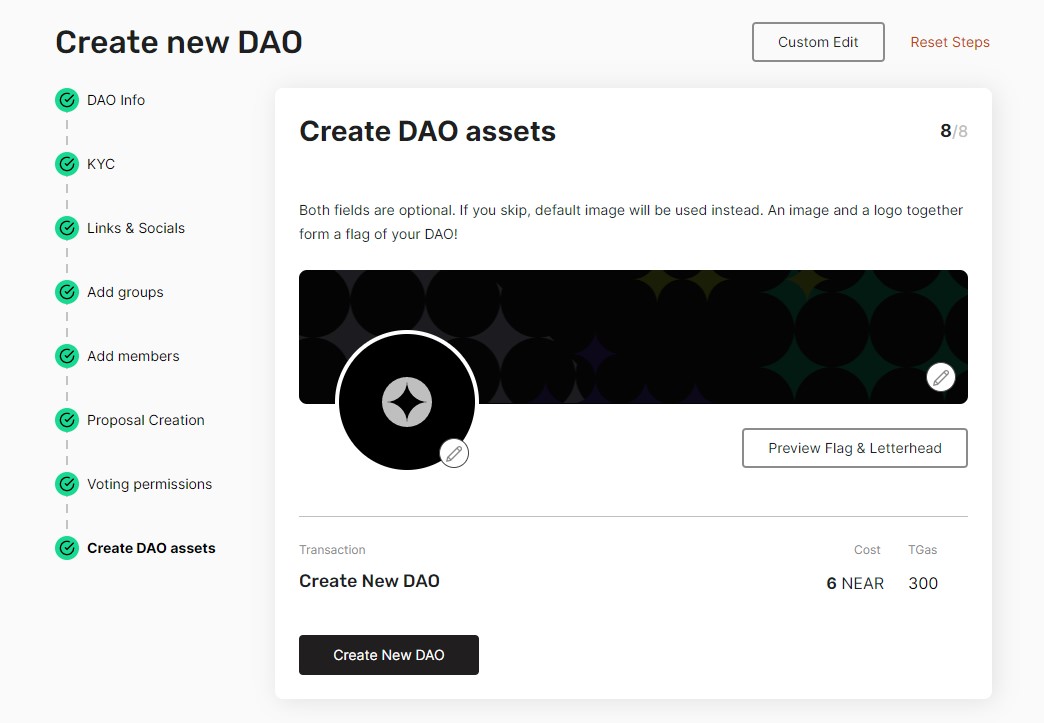 Create new DAO
Custom Edit
Reset Steps
DAO Info
KYC
Links & Socials
Add groups
Add members
Proposal Creation
Voting permissions
Create DAO assets
Create DAO assets
8/8
Both fields are optional. If you skip, default image will be used instead. An image and a logo together
form a flag of your DAO!
Preview Flag & Letterhead
Transaction
Cost
TGas
Create New DAO
6 NEAR
300
Create New DAO